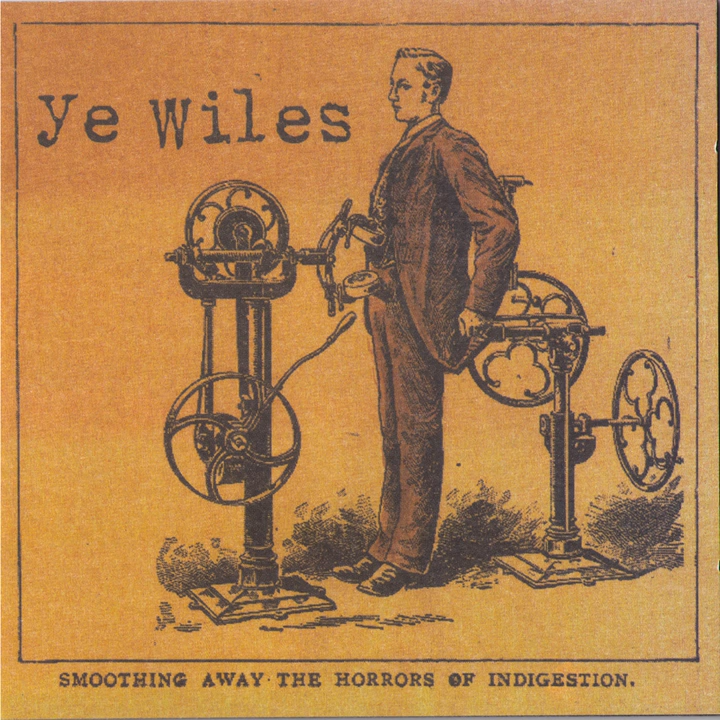 ye wiles
SMOOTHING AWAY · THE HORRORS OF INDIGESTION.